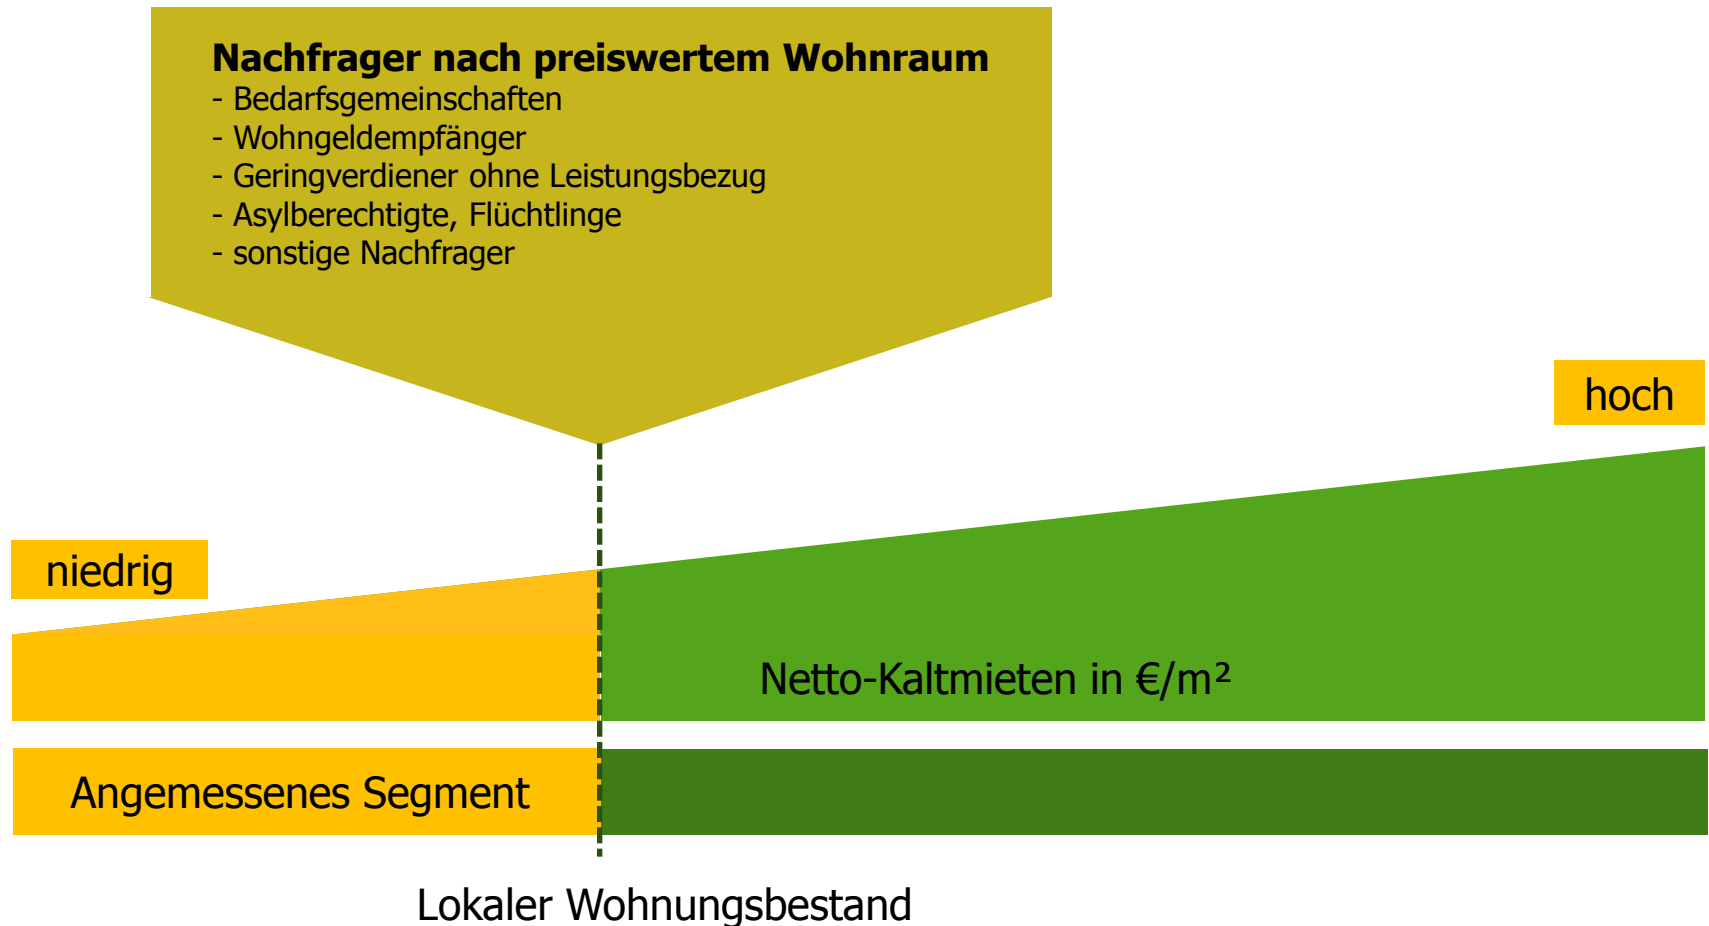 Nachfrager nach preiswertem Wohnraum
- Bedarfsgemeinschaften
- Wohngeldempfänger
- Geringverdiener ohne Leistungsbezug
- Asylberechtigte, Flüchtlinge
- sonstige Nachfrager
hoch
niedrig
Netto-Kaltmieten in €/m²
Angemessenes Segment
Lokaler Wohnungsbestand